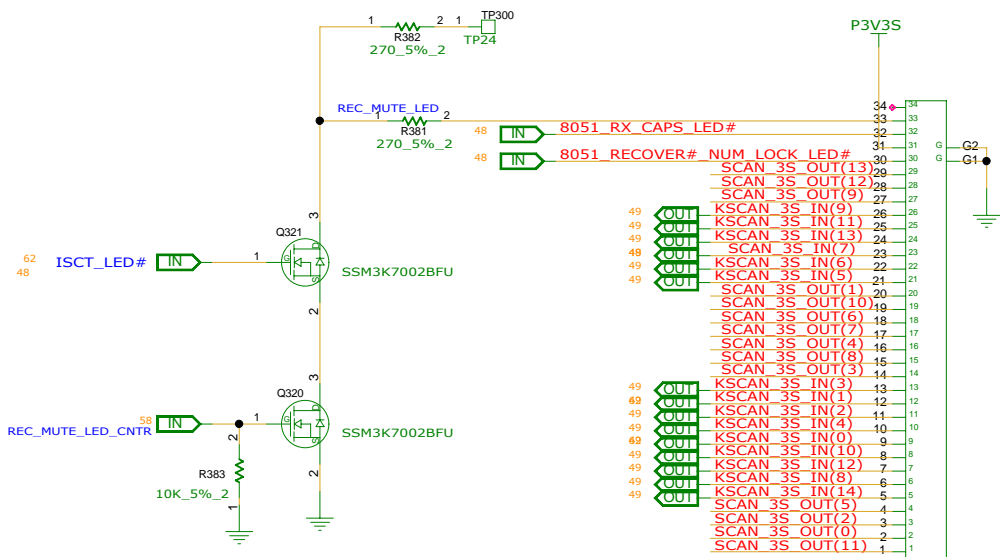 TP300
1 R382 2 1
270_5%_2 TP24
P3V3S
REC_MUTE_LED
1 R381 2
270_5%_2
48 IN 8051_RX_CAPS_LED#
48 IN 8051_RECOVER#_NUM_LOCK_LED#
34 34
33 33
32 32
31 31 G G2
30 30 G G1
SCAN_3S_OUT(13) 29 29
SCAN_3S_OUT(12) 28 28
SCAN_3S_OUT(9) 27 27
49 OUT KSCAN_3S_IN(9) 26 26
49 OUT KSCAN_3S_IN(11) 25 25
49 OUT KSCAN_3S_IN(13) 24 24
OUT SCAN_3S_IN(7) 23 23
49 OUT KSCAN_3S_IN(6) 22 22
49 OUT KSCAN_3S_IN(5) 21 21
SCAN_3S_OUT(1) 20 20
SCAN_3S_OUT(10) 19 19
SCAN_3S_OUT(6) 18 18
SCAN_3S_OUT(7) 17 17
SCAN_3S_OUT(4) 16 16
SCAN_3S_OUT(8) 15 15
SCAN_3S_OUT(3) 14 14
49 OUT KSCAN_3S_IN(3) 13 13
OUT KSCAN_3S_IN(1) 12 12
49 OUT KSCAN_3S_IN(2) 11 11
49 OUT KSCAN_3S_IN(4) 10 10
OUT KSCAN_3S_IN(0) 9 9
49 OUT KSCAN_3S_IN(10) 8 8
49 OUT KSCAN_3S_IN(12) 7 7
49 OUT KSCAN_3S_IN(8) 6 6
49 OUT KSCAN_3S_IN(14) 5 5
SCAN_3S_OUT(5) 4 4
SCAN_3S_OUT(2) 3 3
SCAN_3S_OUT(0) 2 2
SCAN_3S_OUT(11) 1 1
3
Q321
62
48
ISCT_LED# IN 1 G D S
SSM3K7002BFU
2
3
Q320
58
REC_MUTE_LED_CNTR IN 1 G D S
SSM3K7002BFU
2
2
R383
10K_5%_2
1